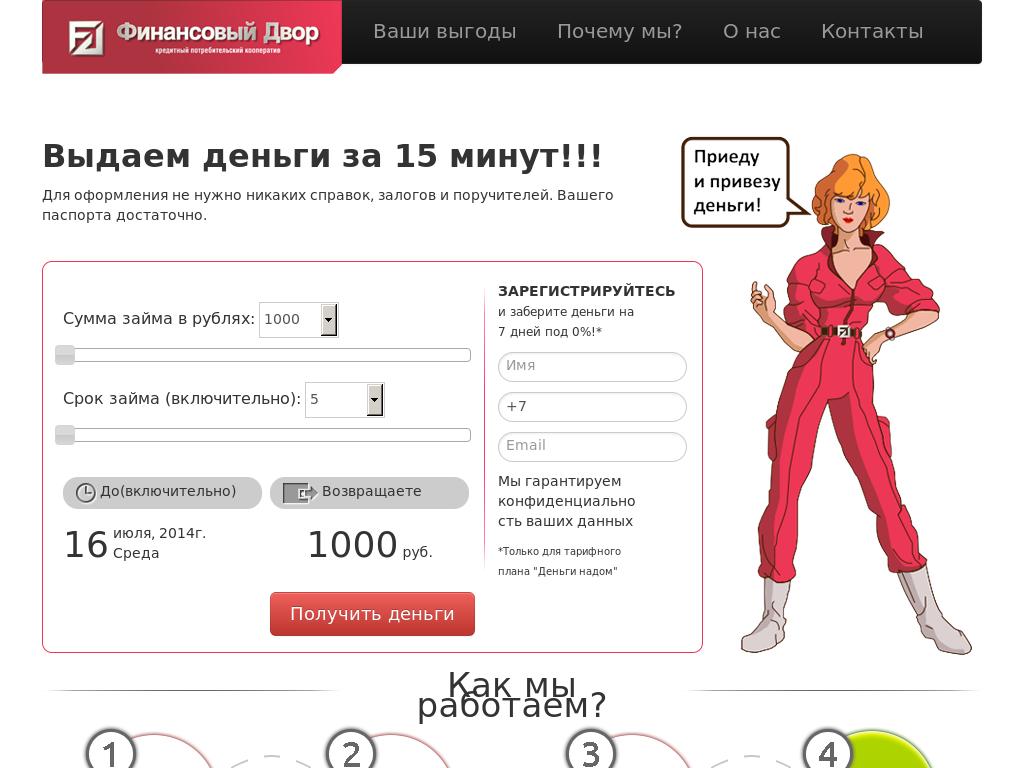 Финансовый Двор
кредитный потребительский кооператив
Ваши выгоды
Почему мы?
О нас
Контакты
Выдаем деньги за 15 минут!!!
Для оформления не нужно никаких справок, залогов и поручителей. Вашего
паспорта достаточно.
Приеду
и привезу
деньги!
Сумма займа в рублях: 1000
Срок займа (включительно): 5
До(включительно)
Возвращаете
16 июля, 2014г.
Среда
1000 руб.
Получить деньги
ЗАРЕГИСТРИРУЙТЕСЬ
и заберите деньги на
7 дней под 0%!*
Имя
+7
Email
Мы гарантируем
конфиденциально
сть ваших данных
*Только для тарифного
плана "Деньги надом"
Как мы
работаем?
1
2
3
4